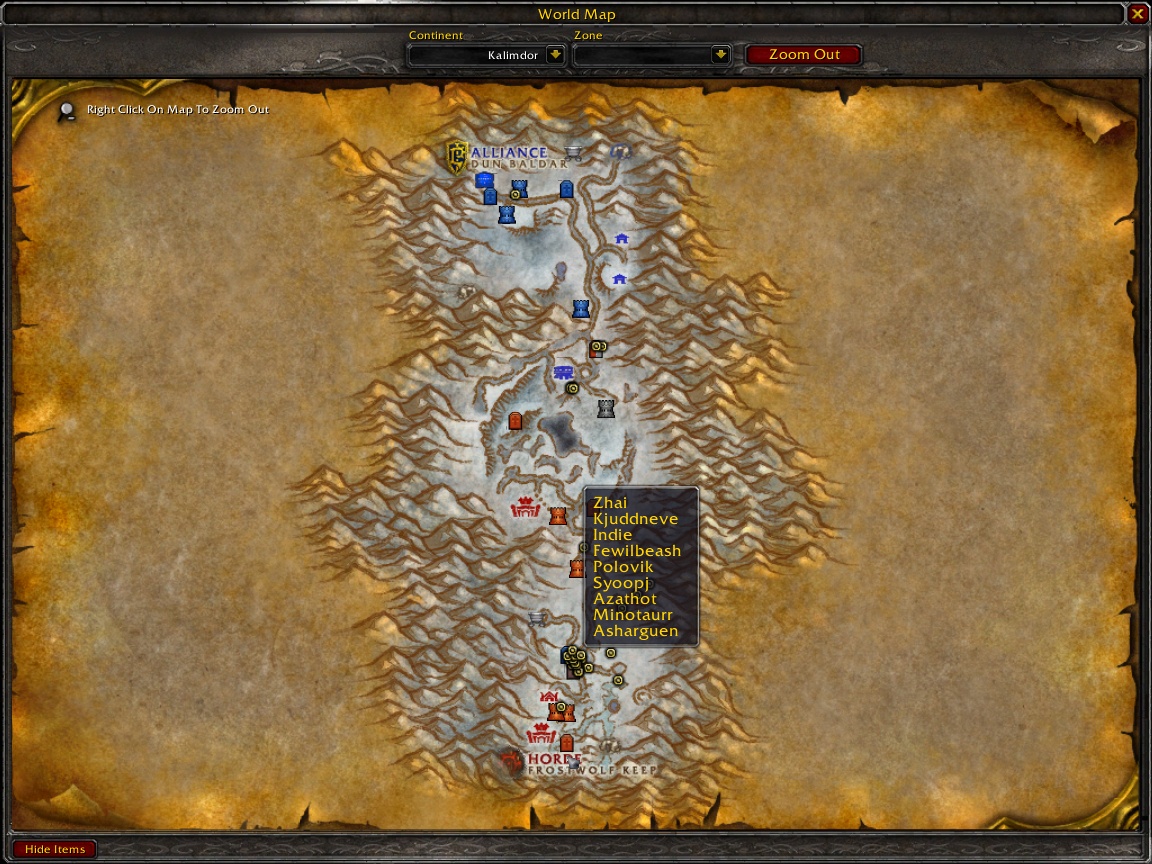 World Map
Continent
Zone
Kalimdor
Zoom Out
Right Click On Map To Zoom Out
ALLIANCE
DUN BALDAR
Zhai
Kjuddneve
Indie
Fewilbeash
Polovik
Syoopj
Azathot
Minotaurr
Asharguen
HORDE
FROSTWOLF KEEP
Hide Items